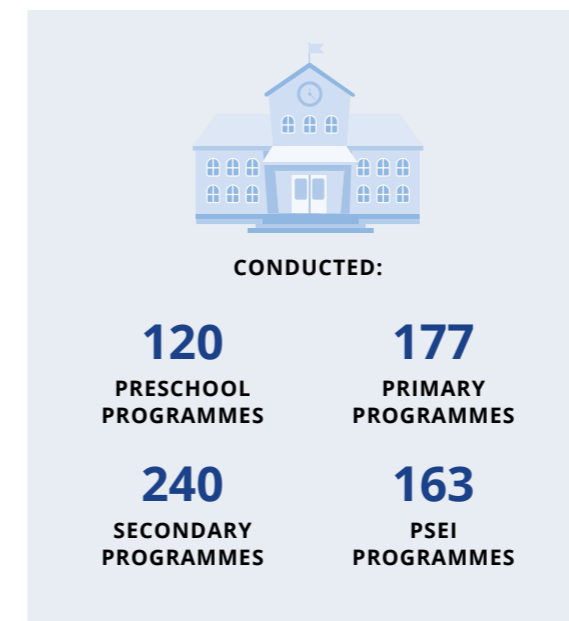 CONDUCTED:
120
PRESCHOOL
PROGRAMMES
177
PRIMARY
PROGRAMMES
240
SECONDARY
PROGRAMMES
163
PSEI
PROGRAMMES